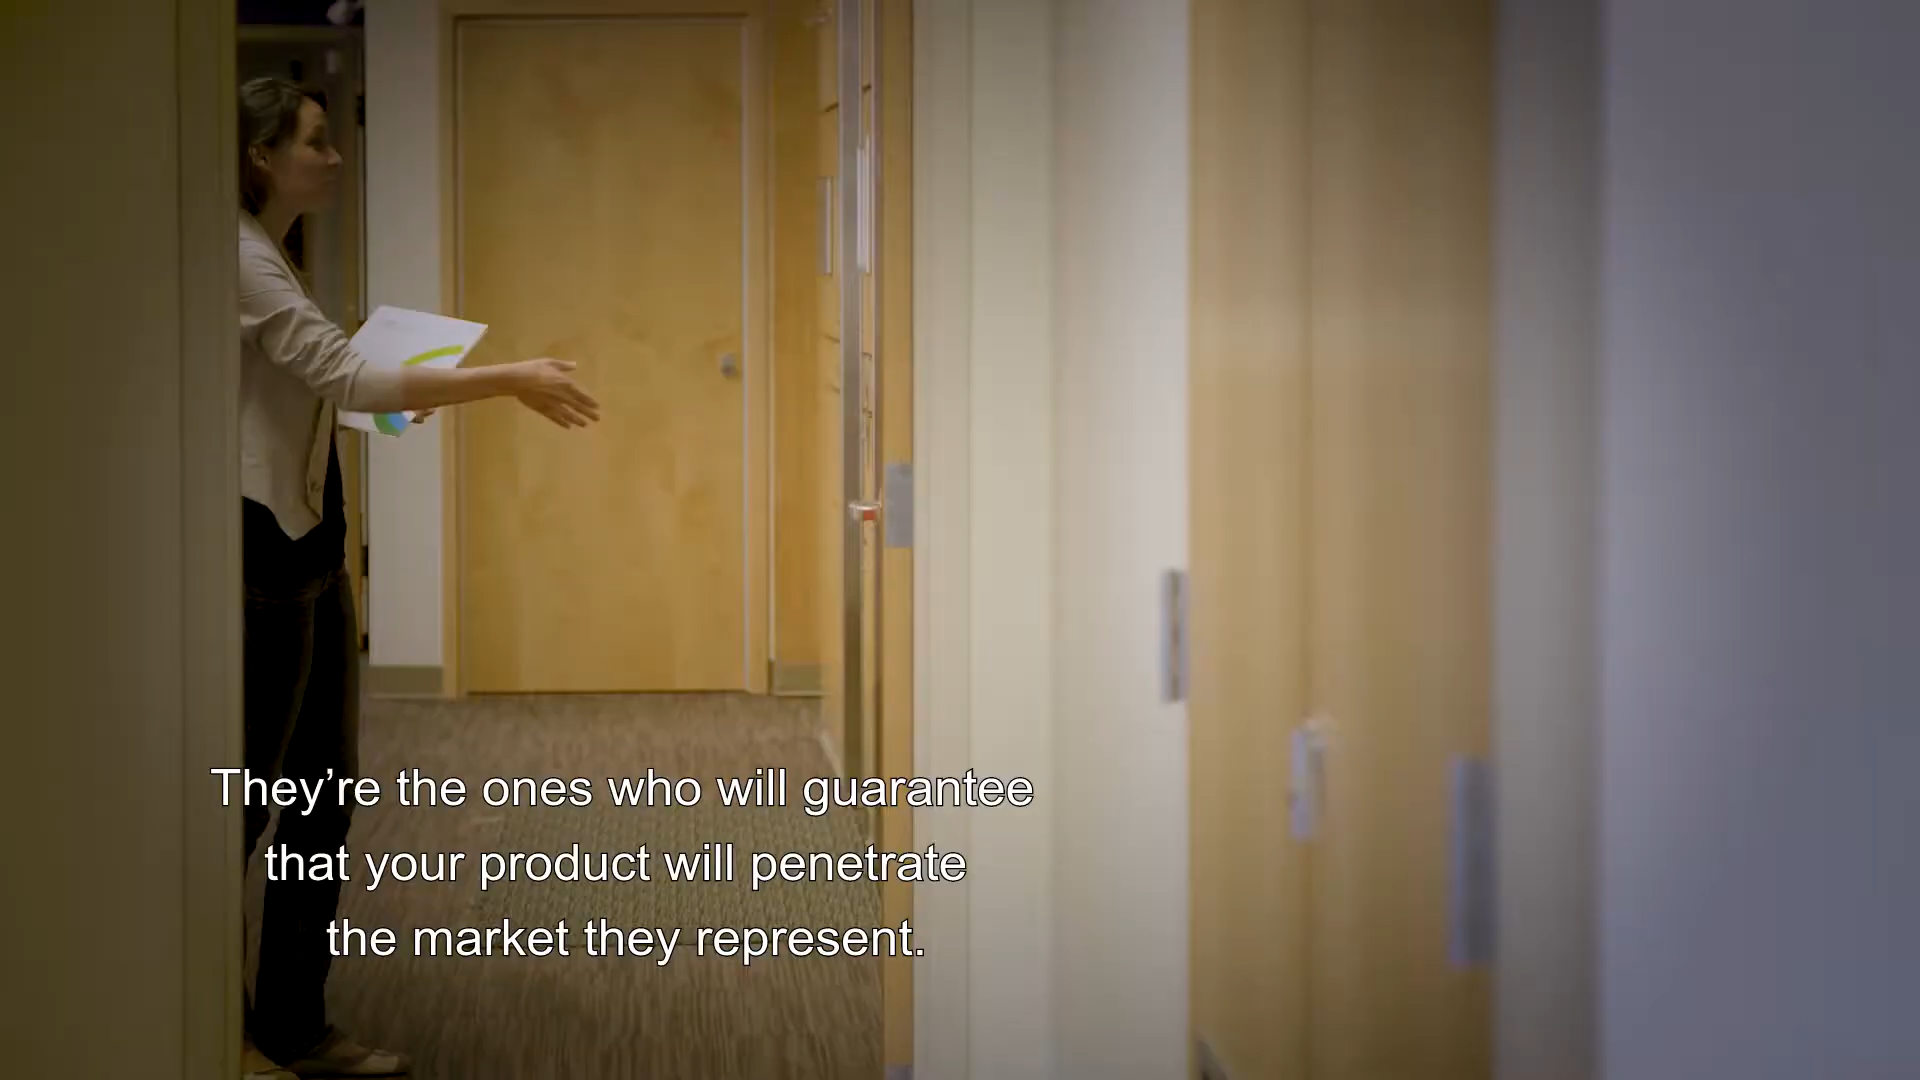 They’re the ones who will guarantee
that your product will penetrate
the market they represent.